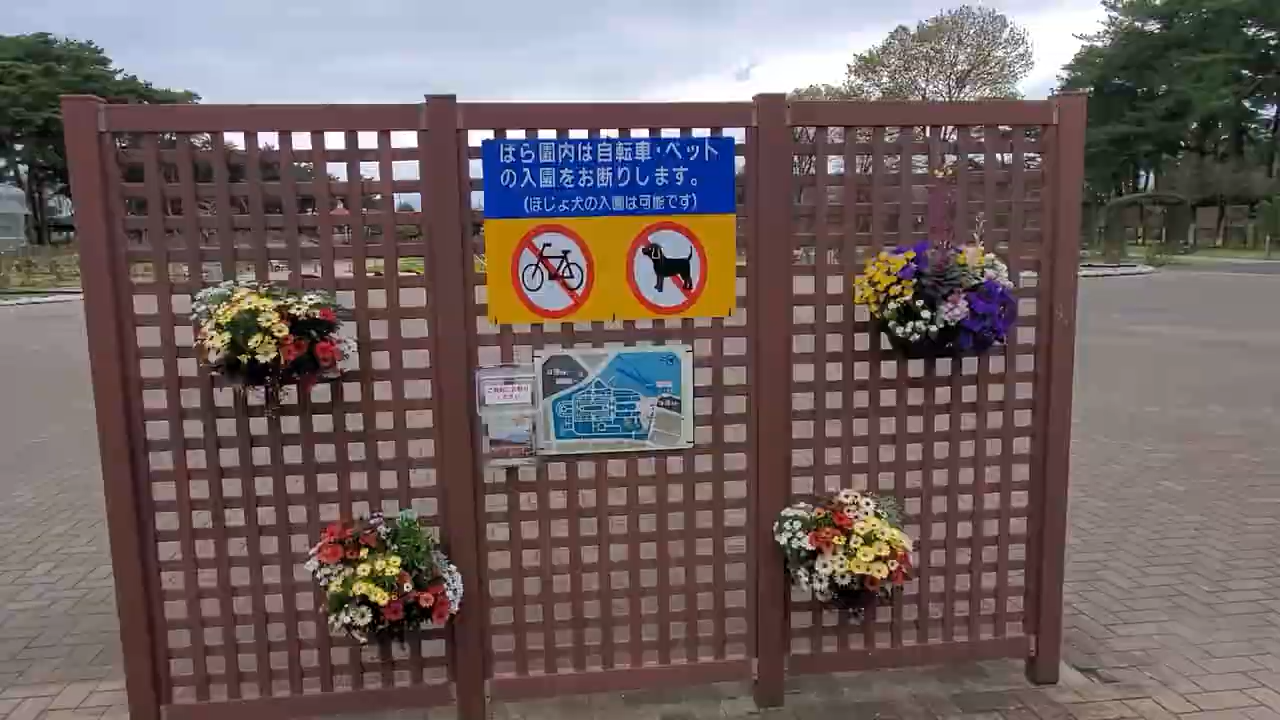 ばら園内は自転車・ペット
の入園をお断りします。
(ほじょ犬の入園は可能です)